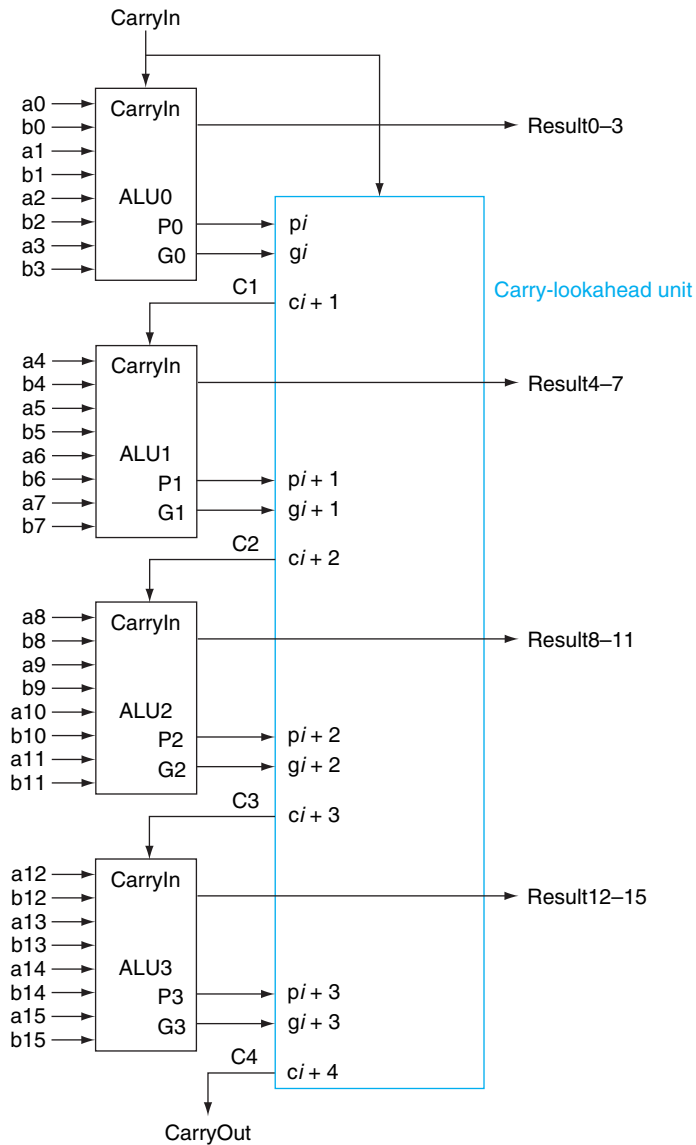 CarryIn
a0
b0
a1
b1
a2
b2
a3
b3
CarryIn
ALU0
P0
G0
Result0–3
pi
gi
Carry-lookahead unit
C1
ci + 1
a4
b4
a5
b5
a6
b6
a7
b7
CarryIn
ALU1
P1
G1
Result4–7
pi + 1
gi + 1
C2
ci + 2
a8
b8
a9
b9
a10
b10
a11
b11
CarryIn
ALU2
P2
G2
Result8–11
pi + 2
gi + 2
C3
ci + 3
a12
b12
a13
b13
a14
b14
a15
b15
CarryIn
ALU3
P3
G3
Result12–15
pi + 3
gi + 3
C4
ci + 4
CarryOut